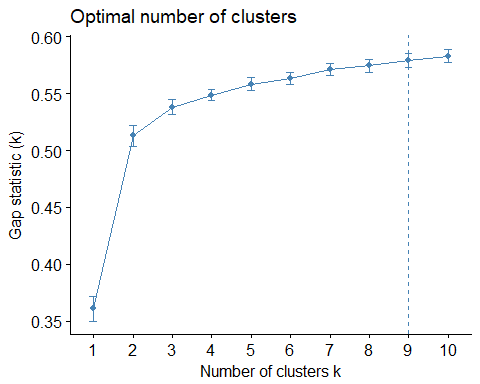 Optimal number of clusters
Gap statistic (k)
0.60
0.55
0.50
0.45
0.40
0.35
1 2 3 4 5 6 7 8 9 10
Number of clusters k